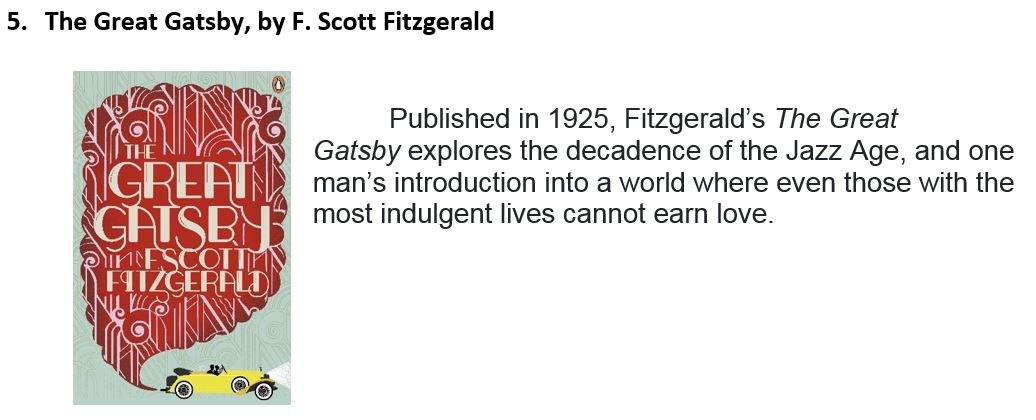 5. The Great Gatsby, by F. Scott Fitzgerald
THE
GREAT
GATSBY
F SCOTT
FITZGERALD
Published in 1925, Fitzgerald’s The Great
Gatsby explores the decadence of the Jazz Age, and one
man’s introduction into a world where even those with the
most indulgent lives cannot earn love.